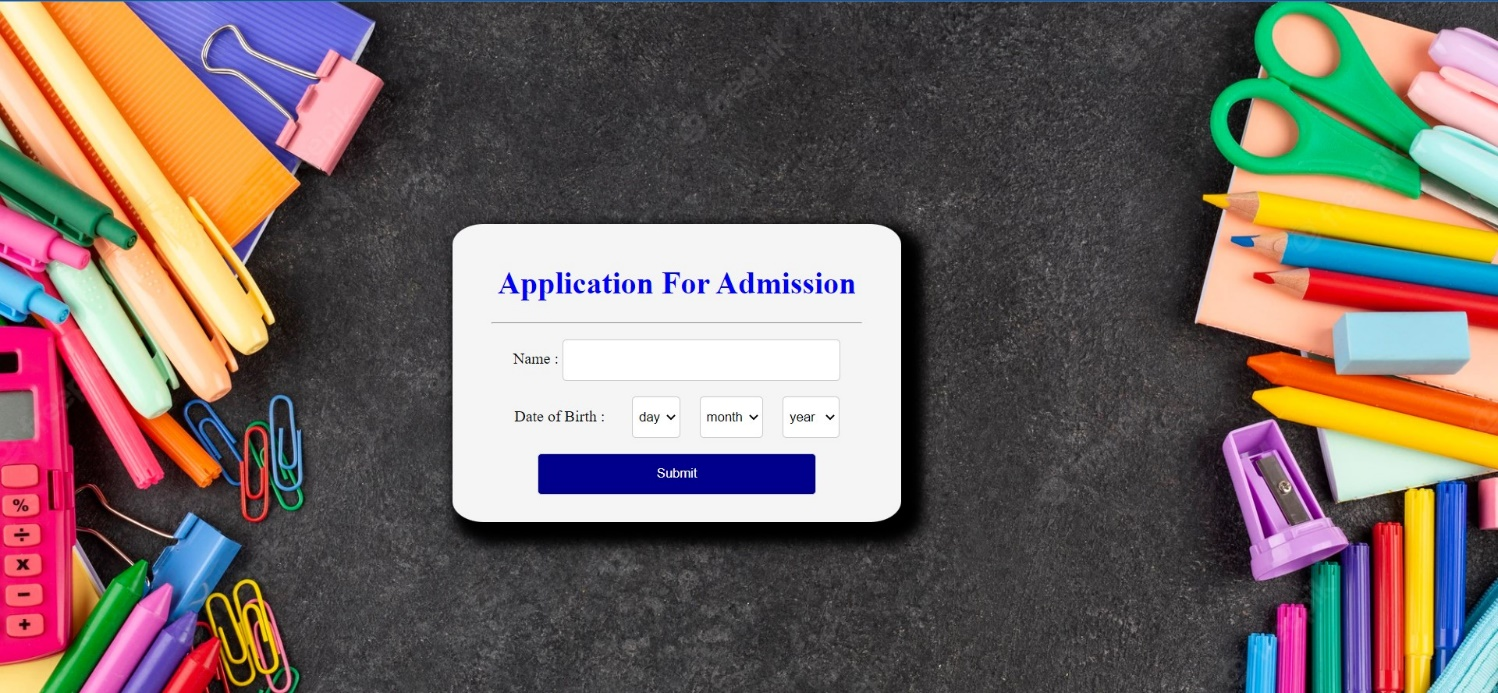 Application For Admission
Name :
Date of Birth : day month year
Submit
%
÷
x
−
+